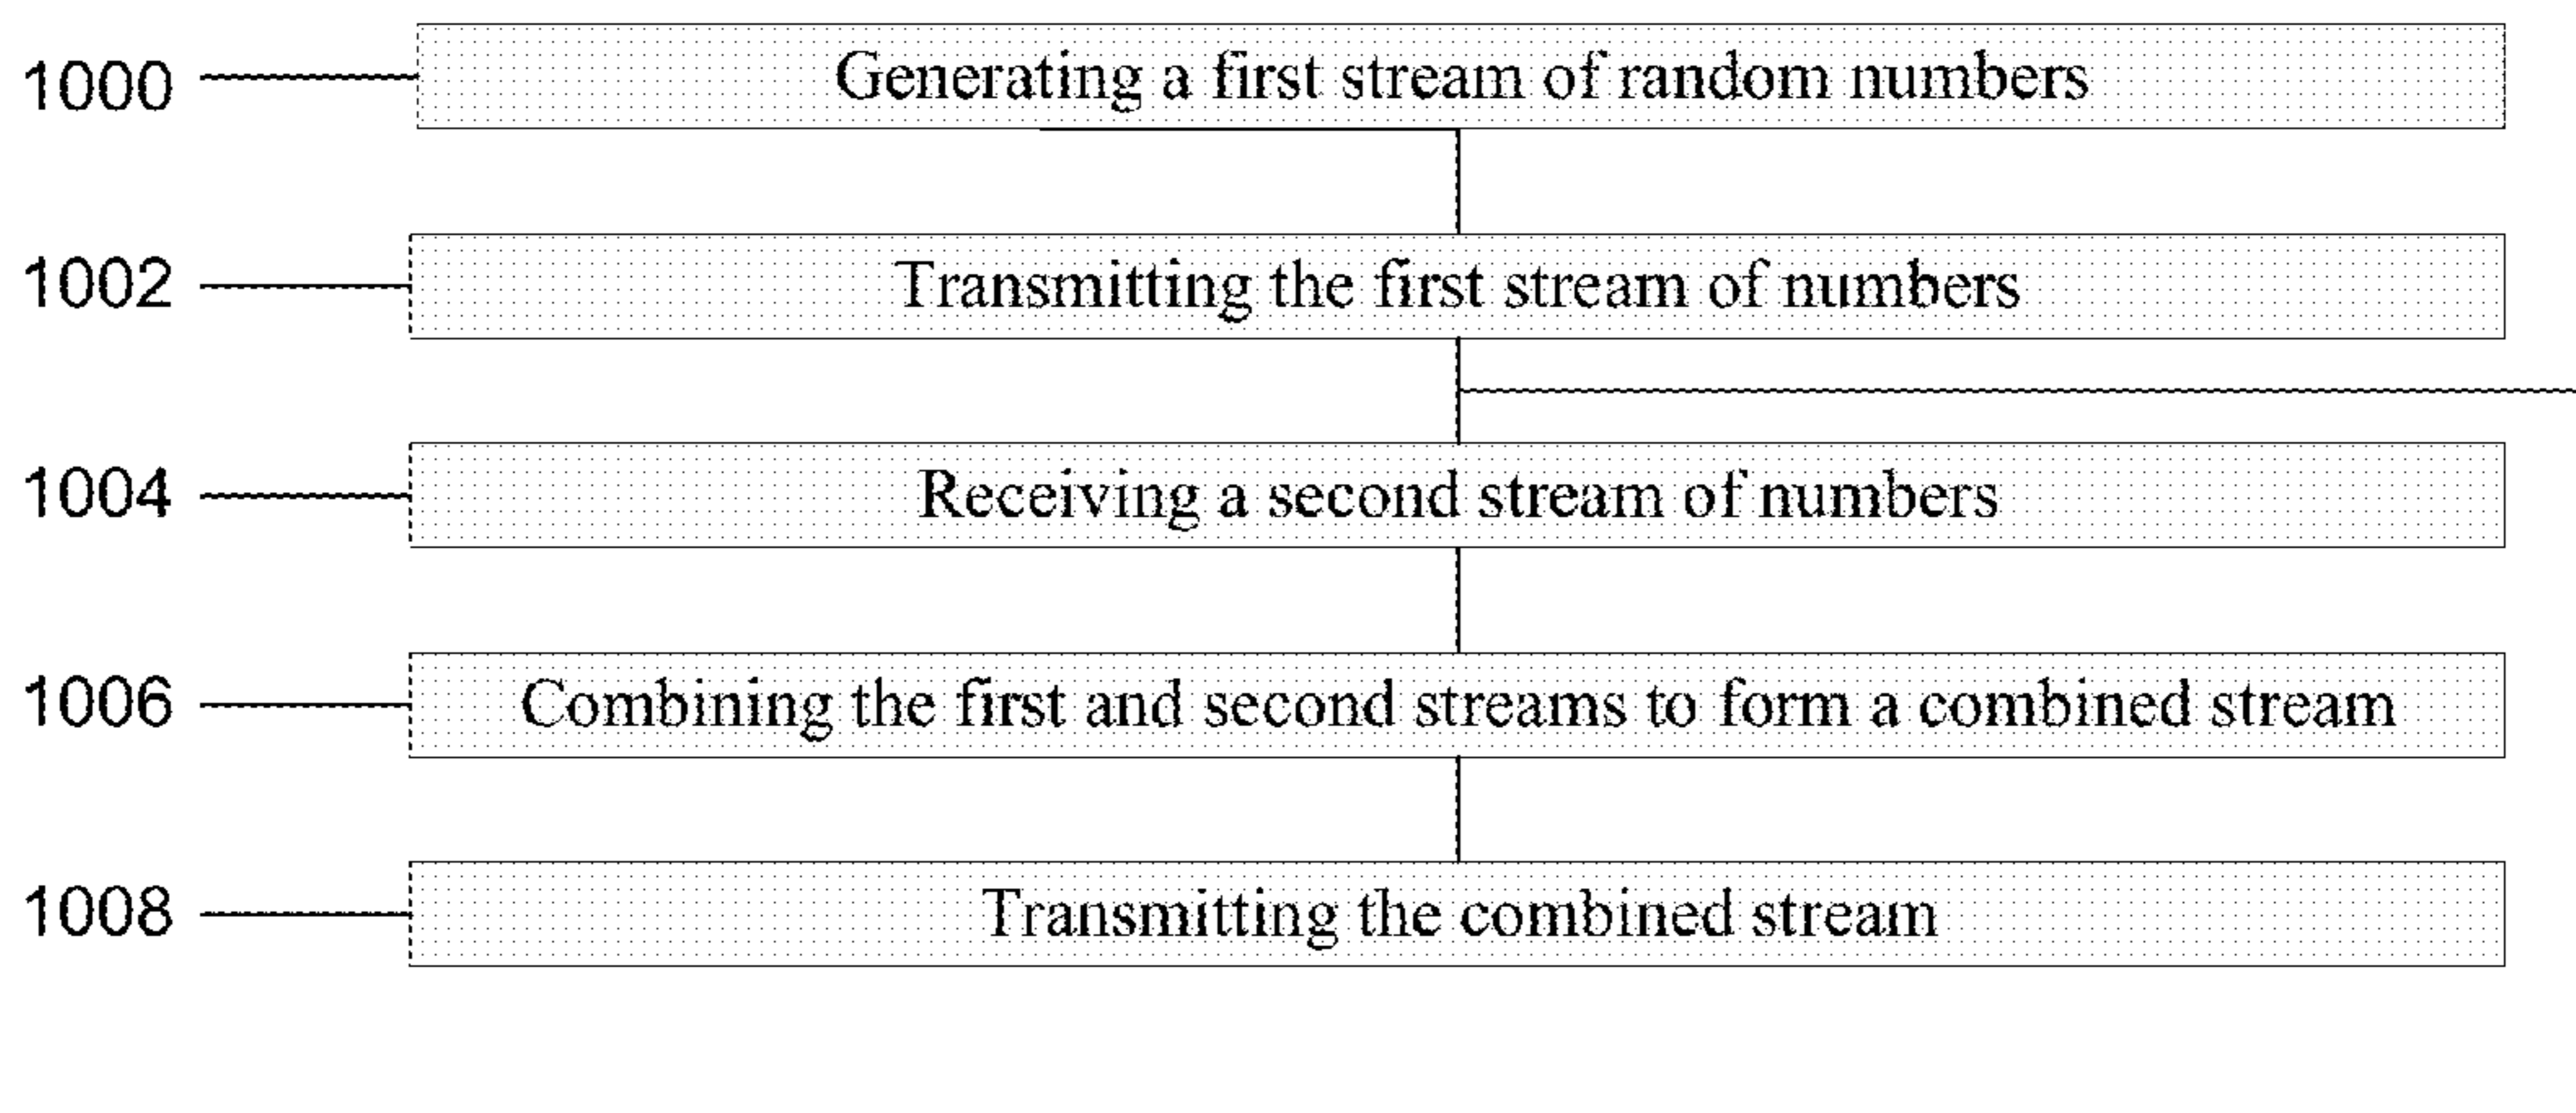 1000 Generating a first stream of random numbers
1002 Transmitting the first stream of numbers
1004 Receiving a second stream of numbers
1006 Combining the first and second streams to form a combined stream
1008 Transmitting the combined stream